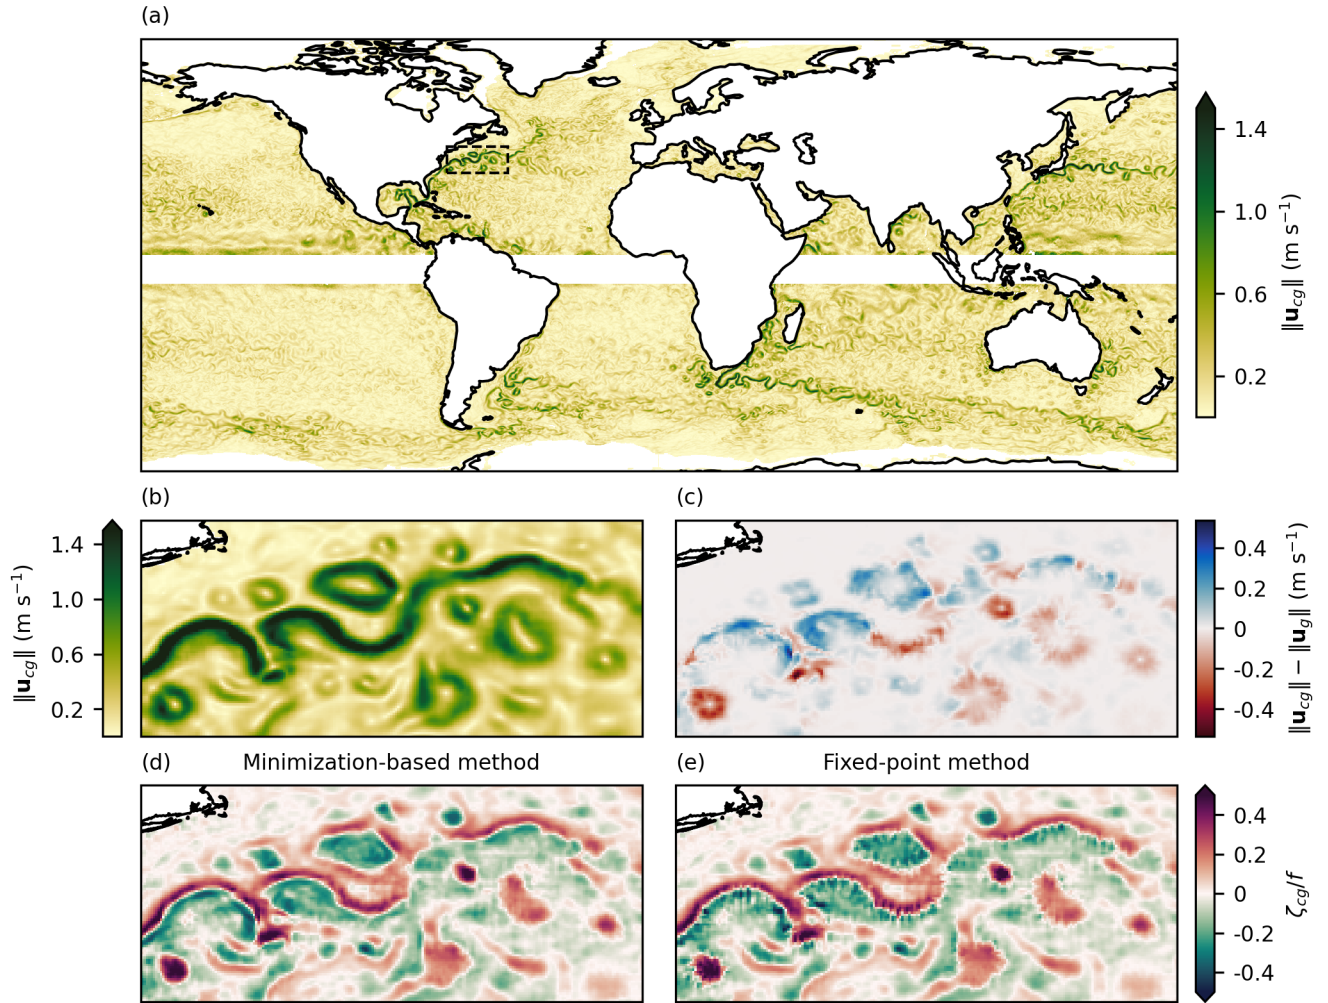 (a)
1.4
1.0
0.6
0.2
‖u_cg‖ (m s⁻¹)
(b)
(c)
1.4
1.0
0.6
0.2
‖u_cg‖ (m s⁻¹)
0.4
0.2
0
-0.2
-0.4
‖u_cg‖ − ‖u_g‖ (m s⁻¹)
(d) Minimization-based method
(e) Fixed-point method
0.4
0.2
0
-0.2
-0.4
ζ_cg/f